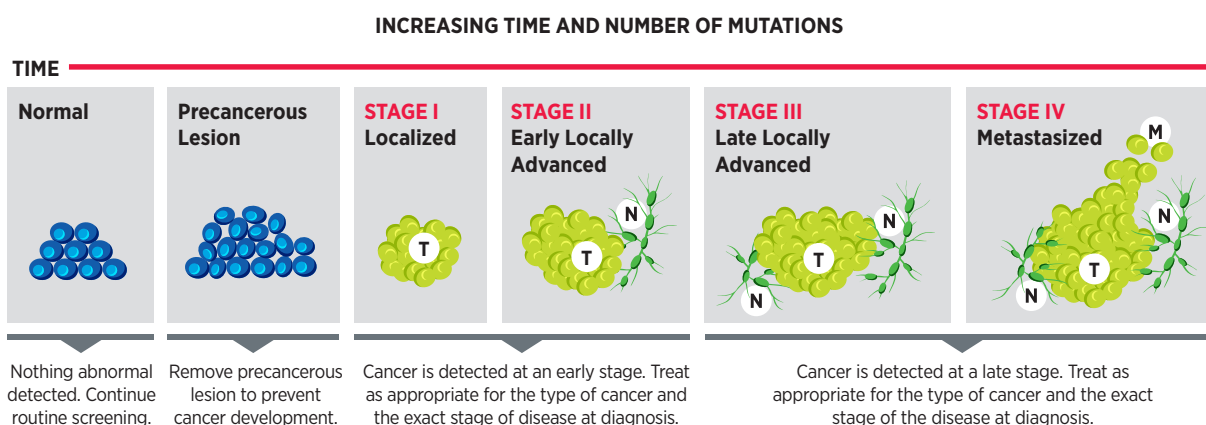 INCREASING TIME AND NUMBER OF MUTATIONS
TIME
Normal
Precancerous
Lesion
STAGE I
Localized
STAGE II
Early Locally
Advanced
STAGE III
Late Locally
Advanced
STAGE IV
Metastasized
T
T
N
T
N
N
T
N
N
M
Nothing abnormal
detected. Continue
routine screening.
Remove precancerous
lesion to prevent
cancer development.
Cancer is detected at an early stage. Treat
as appropriate for the type of cancer and
the exact stage of disease at diagnosis.
Cancer is detected at a late stage. Treat as
appropriate for the type of cancer and the exact
stage of the disease at diagnosis.